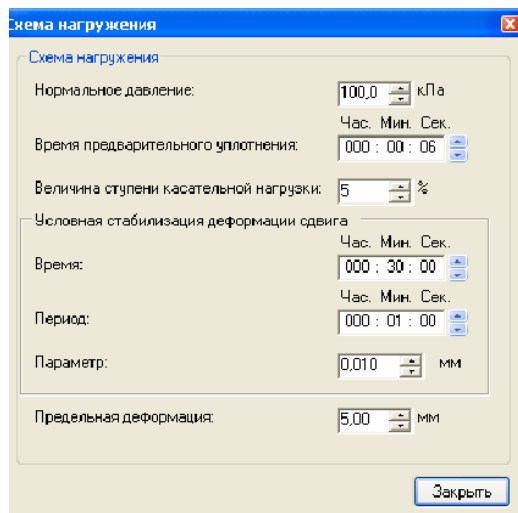 Схема нагружения
Схема нагружения
Нормальное давление: 100,0 кПа
Час. Мин. Сек.
Время предварительного уплотнения: 000 : 00 : 06
Величина ступени касательной нагрузки: 5 %
Условная стабилизация деформации сдвига
Час. Мин. Сек.
Время: 000 : 30 : 00
Час. Мин. Сек.
Период: 000 : 01 : 00
Параметр: 0,010 мм
Предельная деформация: 5,00 мм
Закрыть